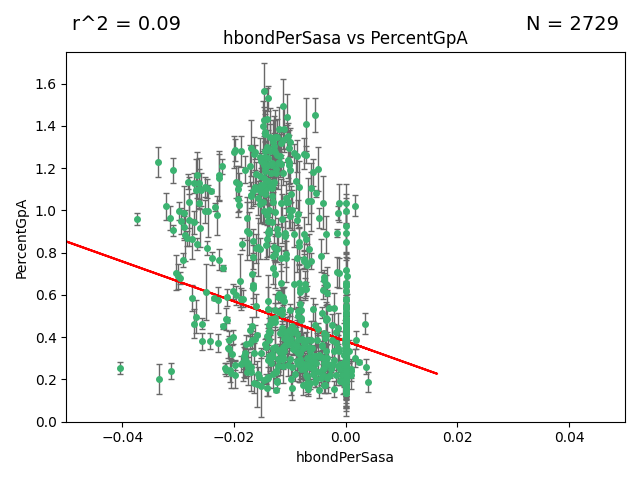 r^2 = 0.09
N = 2729
hbondPerSasa vs PercentGpA
1.6
1.4
1.2
1.0
0.8
0.6
0.4
0.2
0.0
PercentGpA
−0.04
−0.02
0.00
0.02
0.04
hbondPerSasa